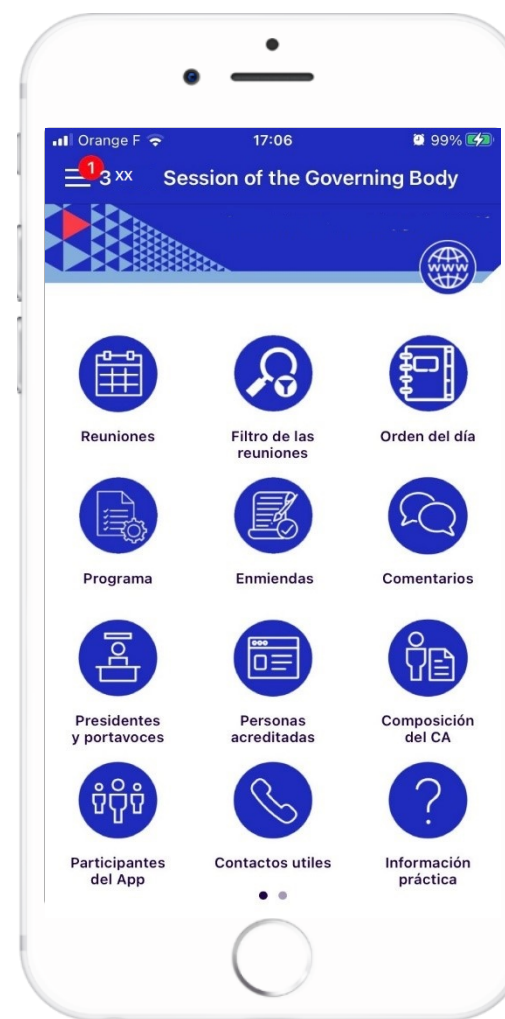 Orange F 17:06 99%
1
3 XX Session of the Governing Body
WWW
Reuniones
Filtro de las
reuniones
Orden del día
Programa
Enmiendas
Comentarios
Presidentes
y portavoces
Personas
acreditadas
Composición
del CA
Participantes
del App
Contactos utiles
Información
práctica
?